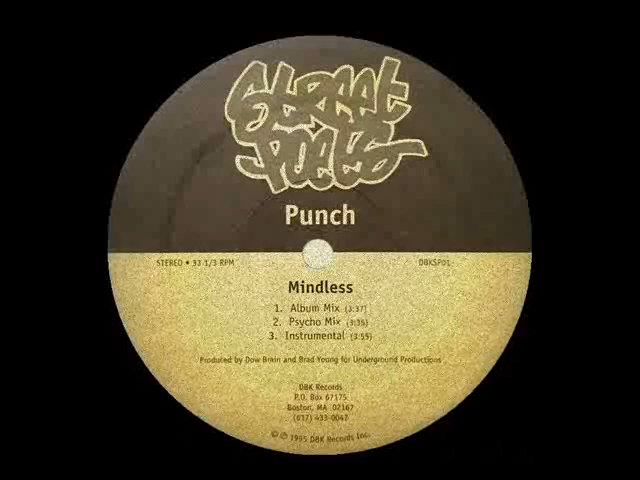 Street
Poets
Punch
STEREO • 33 1/3 RPM
DBKSP01
Mindless
1. Album Mix (3:37)
2. Psycho Mix (3:35)
3. Instrumental (3:55)
Produced by Dow Brain and Brad Young for Underground Productions
DBK Records
P.O. Box 67175
Boston, MA 02167
(617) 433-0047
© ℗ 1995 DBK Records Inc.